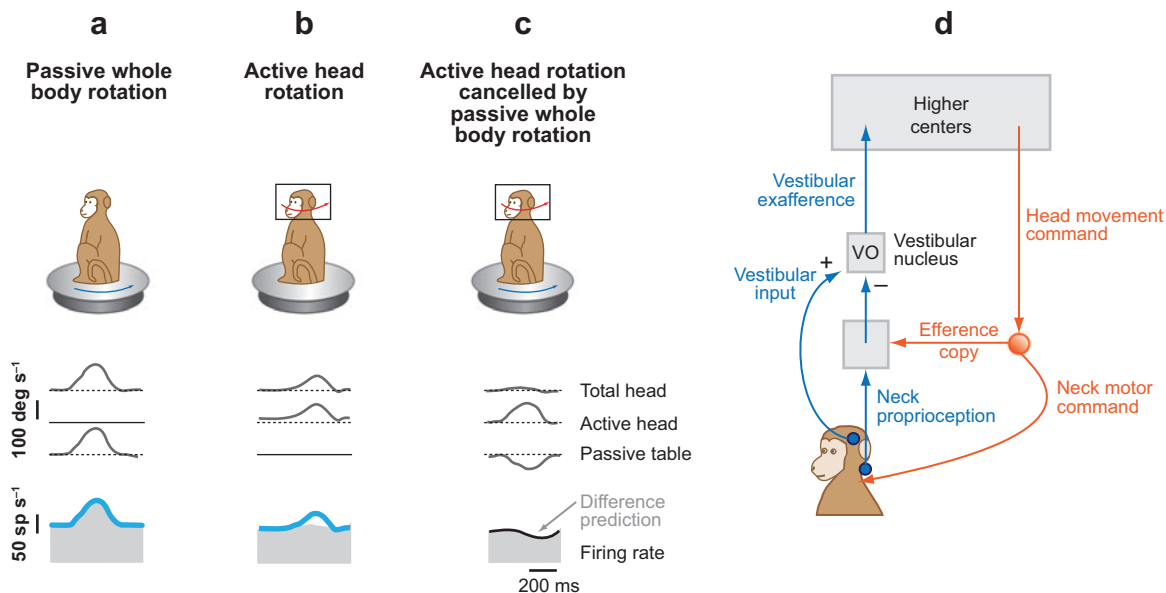 a
Passive whole
body rotation
b
Active head
rotation
c
Active head rotation
cancelled by
passive whole
body rotation
100 deg s⁻¹
50 sp s⁻¹
Total head
Active head
Passive table
Difference
prediction
Firing rate
200 ms
d
Higher
centers
Vestibular
exafference
Head movement
command
VO
Vestibular
nucleus
+
Vestibular
input
–
Efference
copy
Neck
proprioception
Neck motor
command